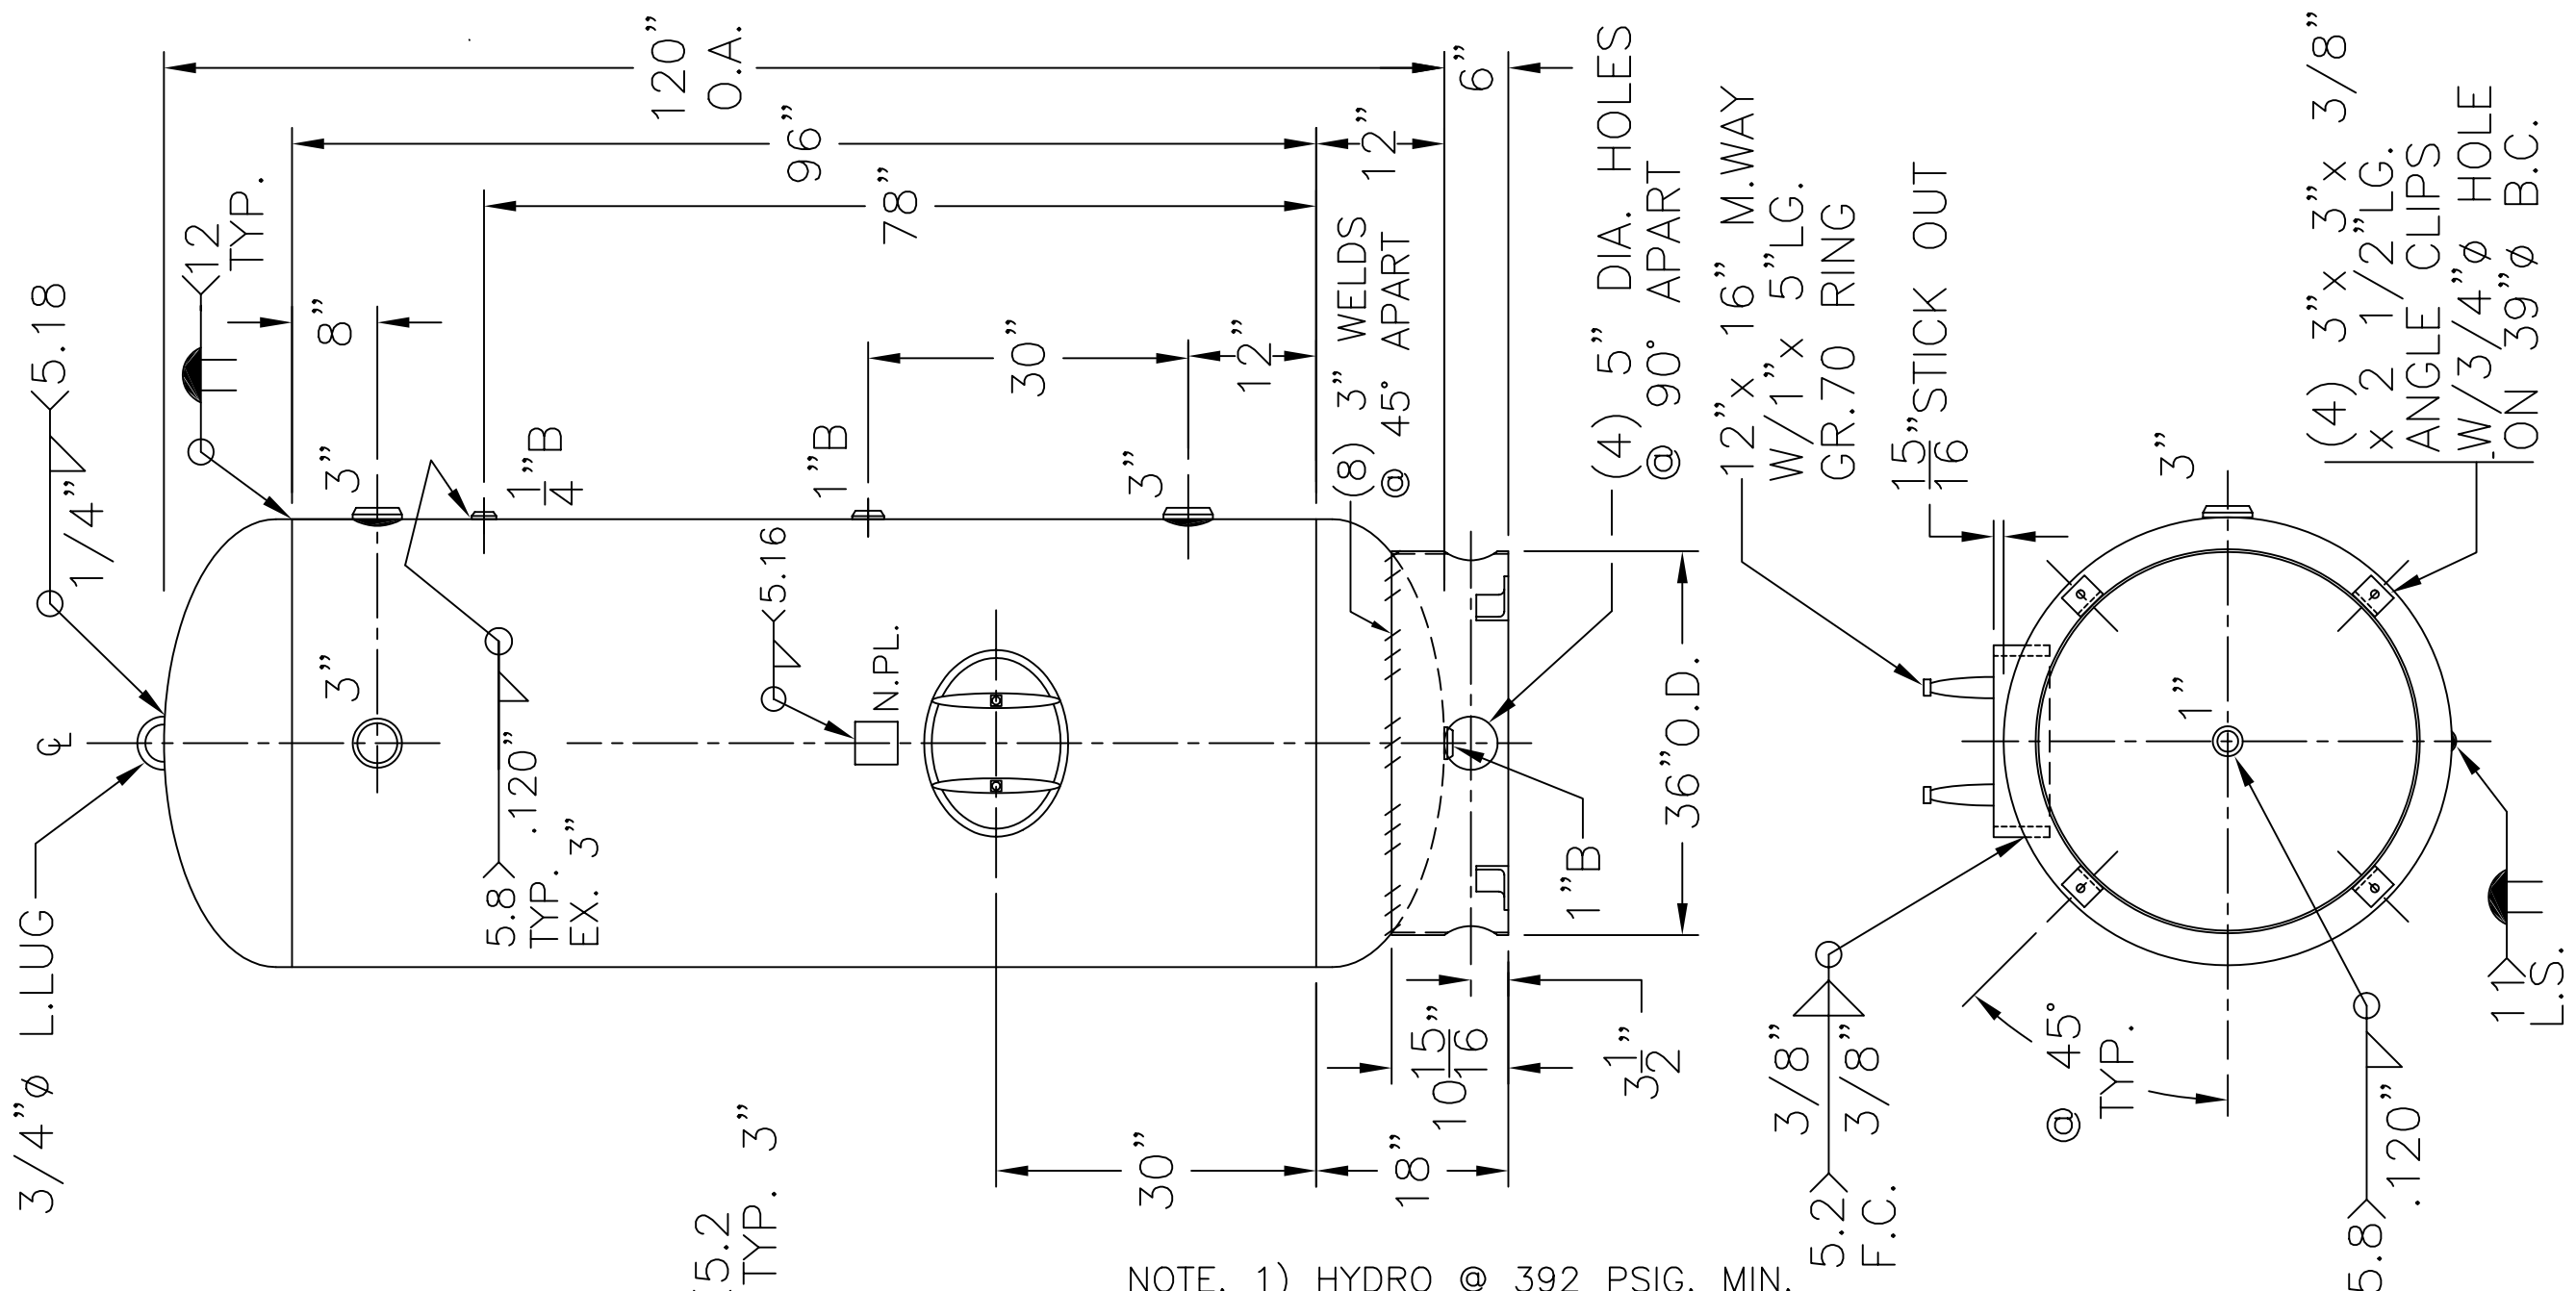 3/4"ø L.LUG
℄
1/4"
5.18
12
TYP.
8"
3"
3"
5.8
TYP.
EX. 3"
.120"
1/4"B
1"B
3"
5.16
N.PL.
120"
O.A.
96"
78"
30"
12"
12"
6"
(8) 3" WELDS
@ 45° APART
(4) 5" DIA. HOLES
@ 90° APART
36"O.D.
1"B
30"
18"
10 15/16"
3 1/2"
5.2
TYP. 3"
NOTE. 1) HYDRO @ 392 PSIG. MIN.
12"x 16" M.WAY
W/1"x 5"LG.
GR.70 RING
15/16"STICK OUT
3"
(4) 3"x 3"x 3/8"
x 2 1/2"LG.
ANGLE CLIPS
W/3/4"ø HOLE
ON 39"ø B.C.
1"
3/8"
3/8"
5.2
F.C.
@ 45°
TYP.
5.8
.120"
11
L.S.